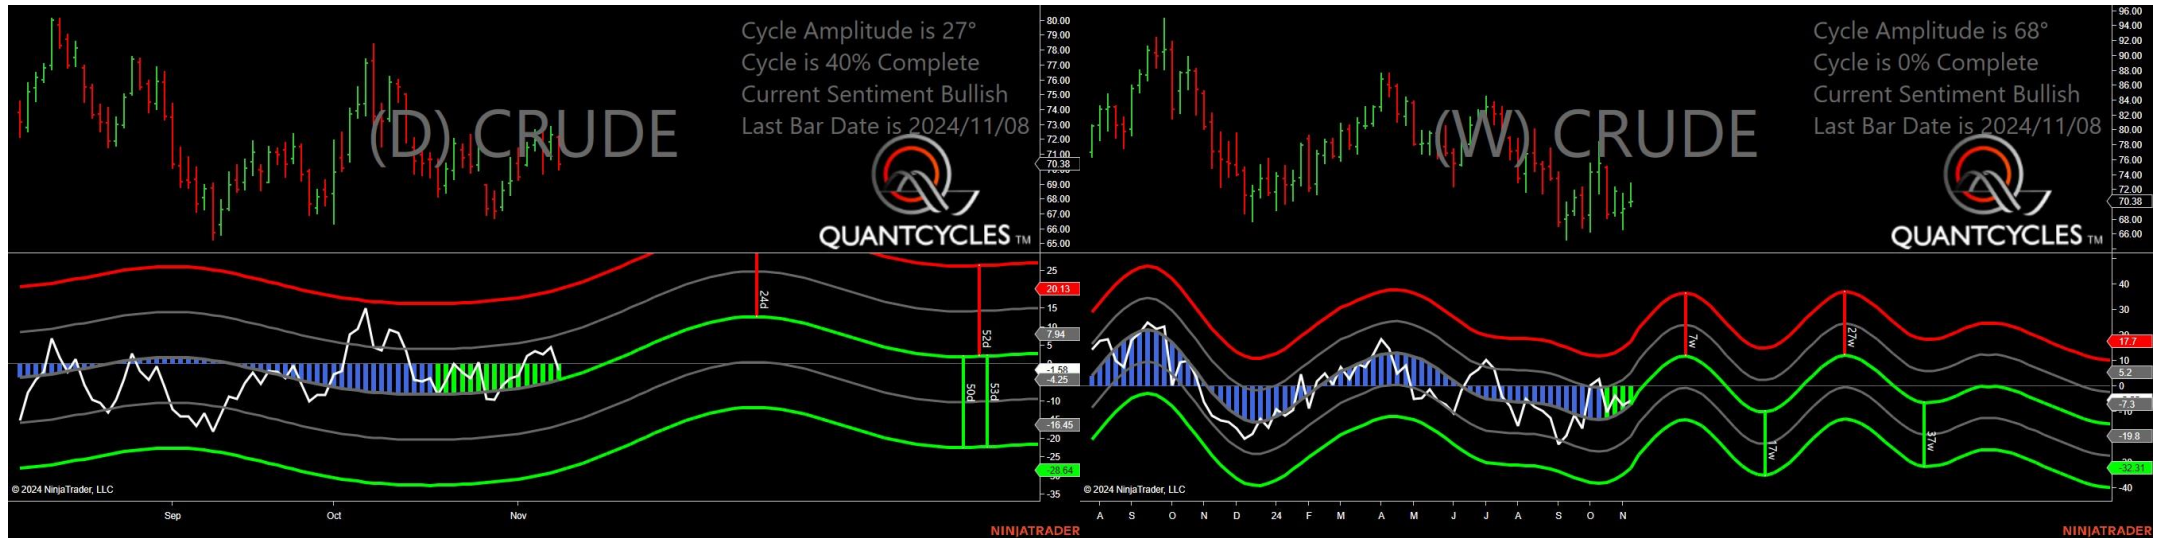 Cycle Amplitude is 27°
Cycle is 40% Complete
Current Sentiment Bullish
Last Bar Date is 2024/11/08
(D) CRUDE
QUANTCYCLES TM
80.00
79.00
78.00
77.00
76.00
75.00
74.00
73.00
72.00
71.00
70.38
69.00
68.00
67.00
66.00
65.00
24d
52d
50d
53d
25
20.13
15
10
7.94
5
-1.58
-4.25
-10
-16.45
-20
-25
-28.64
-35
© 2024 NinjaTrader, LLC
Sep
Oct
Nov
NINJATRADER
Cycle Amplitude is 68°
Cycle is 0% Complete
Current Sentiment Bullish
Last Bar Date is 2024/11/08
(W) CRUDE
QUANTCYCLES TM
96.00
94.00
92.00
90.00
88.00
86.00
84.00
82.00
80.00
78.00
76.00
74.00
72.00
70.38
68.00
66.00
7w
27w
17w
37w
40
30
20
17.7
10
5.2
0
-7.3
-19.8
-32.31
-40
© 2024 NinjaTrader, LLC
A S O N D 24 F M A M J J A S O N
NINJATRADER